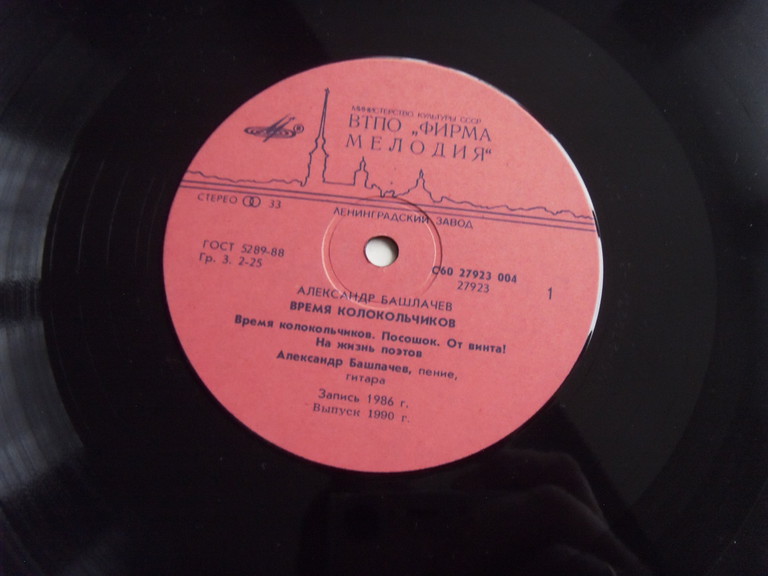 МИНИСТЕРСТВО КУЛЬТУРЫ СССР
ВТПО „ФИРМА
МЕЛОДИЯ"
СТЕРЕО 33
ЛЕНИНГРАДСКИЙ ЗАВОД
ГОСТ 5289-88
Гр. 3. 2-25
С60 27923 004
27923
1
АЛЕКСАНДР БАШЛАЧЕВ
ВРЕМЯ КОЛОКОЛЬЧИКОВ
Время колокольчиков. Посошок. От винта!
На жизнь поэтов
Александр Башлачев, пение,
гитара
Запись 1986 г.
Выпуск 1990 г.